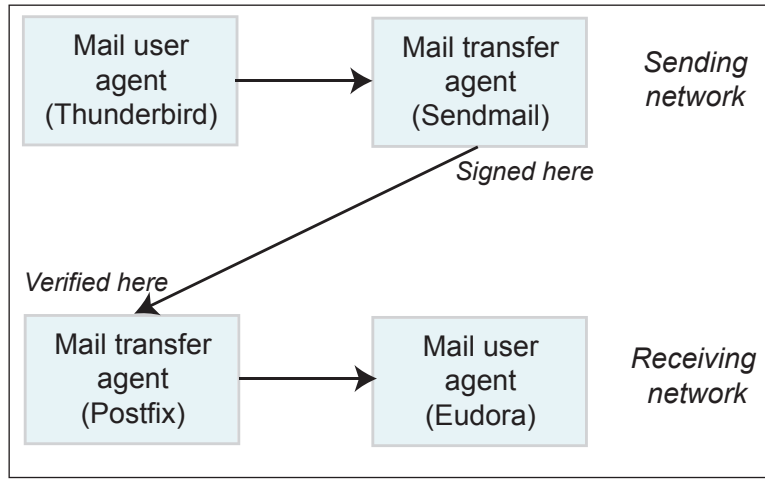 Mail user
agent
(Thunderbird)
Mail transfer
agent
(Sendmail)
Sending
network
Signed here
Verified here
Mail transfer
agent
(Postfix)
Mail user
agent
(Eudora)
Receiving
network